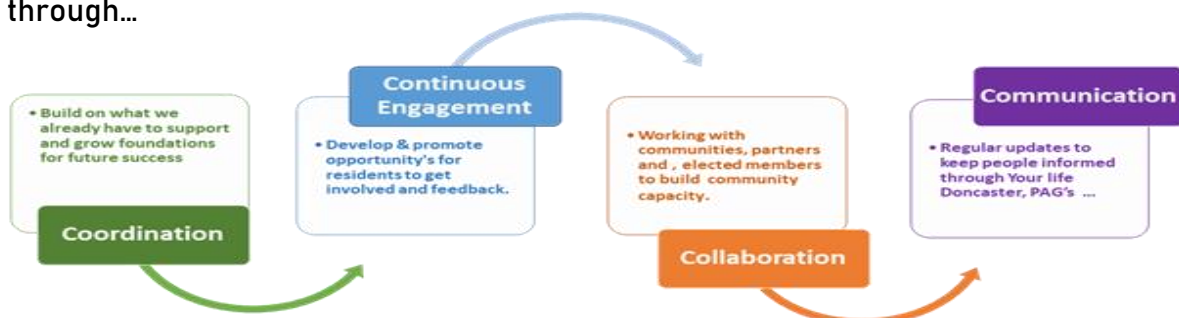 through...
• Build on what we
already have to support
and grow foundations
for future success
Coordination
Continuous
Engagement
• Develop & promote
opportunity's for
residents to get
involved and feedback.
• Working with
communities, partners
and , elected members
to build community
capacity.
Collaboration
Communication
• Regular updates to
keep people informed
through Your life
Doncaster, PAG's ...